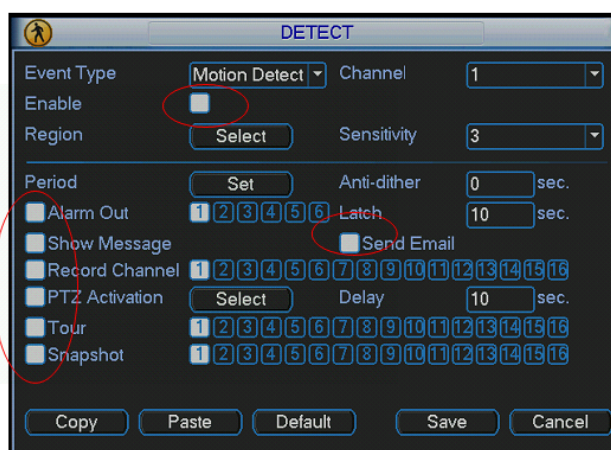 DETECT
Event Type Motion Detect Channel 1
Enable
Region Select Sensitivity 3
Period Set Anti-dither 0 sec.
Alarm Out 1 2 3 4 5 6 Latch 10 sec.
Show Message Send Email
Record Channel 1 2 3 4 5 6 7 8 9 10 11 12 13 14 15 16
PTZ Activation Select Delay 10 sec.
Tour 1 2 3 4 5 6 7 8 9 10 11 12 13 14 15 16
Snapshot 1 2 3 4 5 6 7 8 9 10 11 12 13 14 15 16
Copy Paste Default Save Cancel